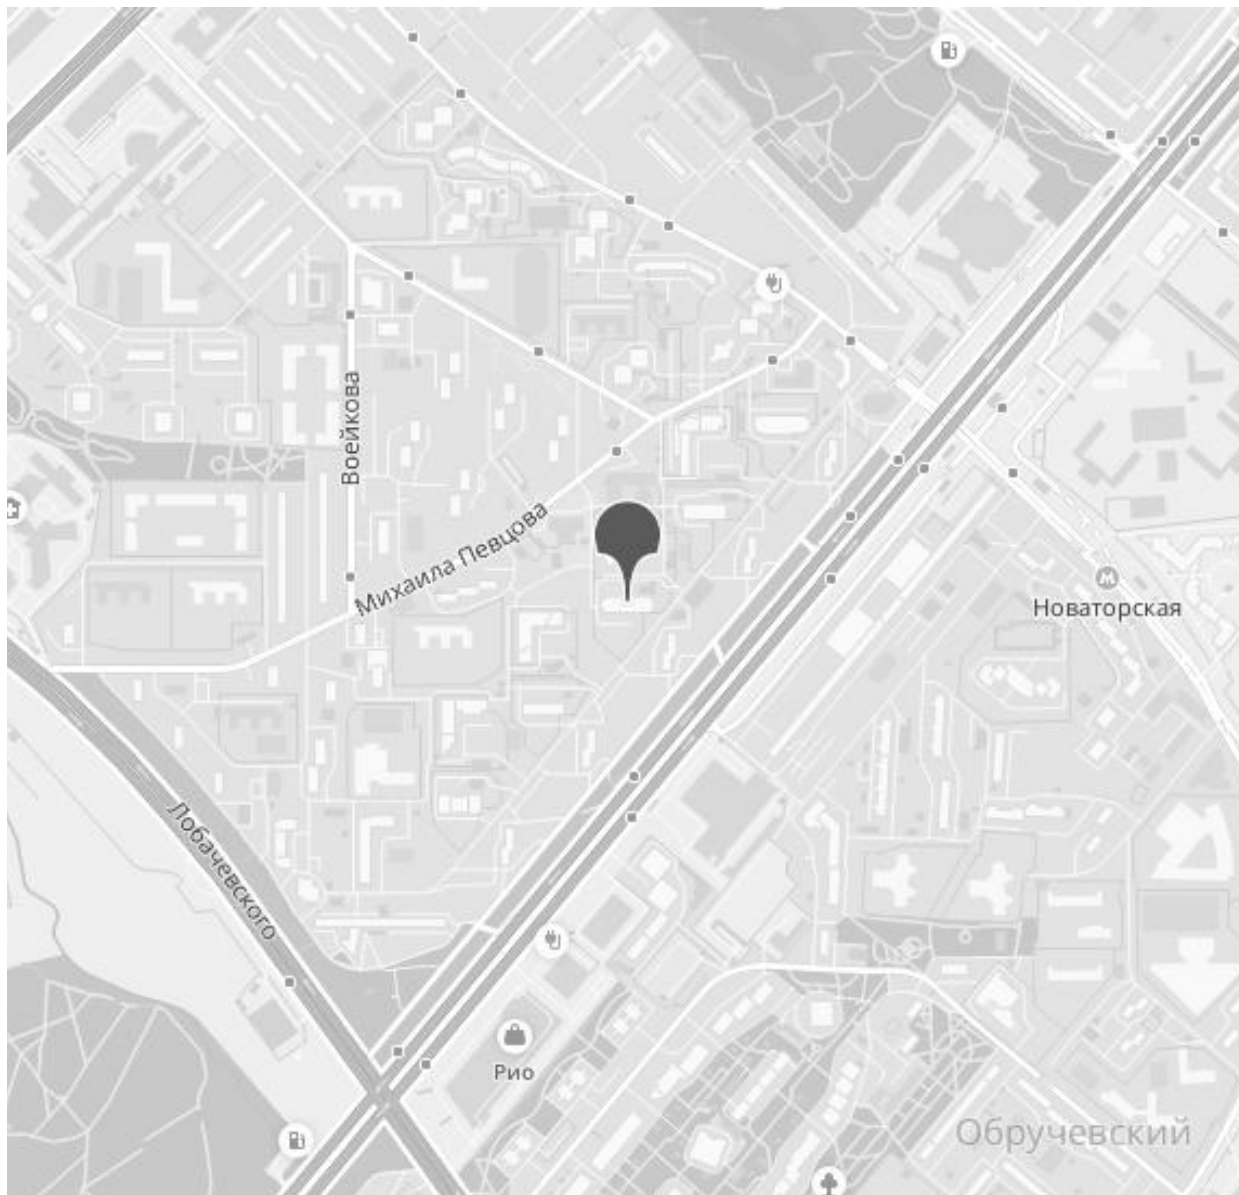 Воейкова
Михаила Певцова
Новаторская
Лобачевского
Рио
Обручевский